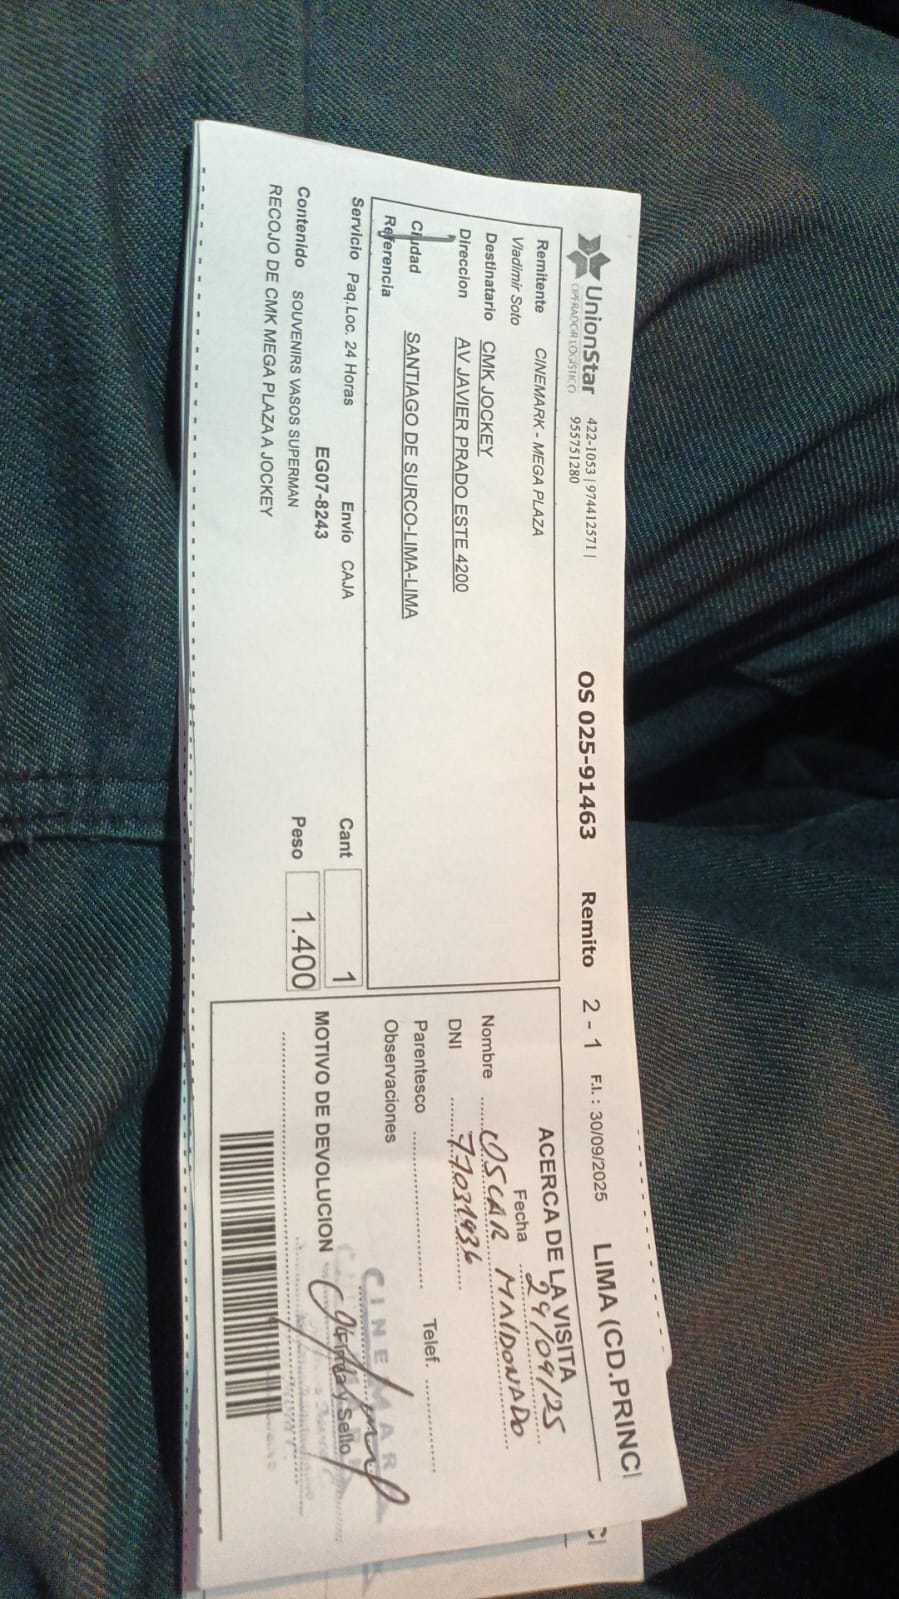 UnionStar
OPERADOR LOGÍSTICO
422-1053 | 974412571 |
955751280
OS 025-91463 Remito 2 - 1 F.I. : 30/09/2025 LIMA (CD.PRINCI
Remitente CINEMARK - MEGA PLAZA
Vladimir Soto
Destinatario CMK JOCKEY
Direccion AV JAVIER PRADO ESTE 4200
Ciudad SANTIAGO DE SURCO-LIMA-LIMA
Referencia
Servicio Paq.Loc. 24 Horas Envío CAJA Cant 1
EG07-8243
Contenido SOUVENIRS VASOS SUPERMAN Peso 1.400
RECOJO DE CMK MEGA PLAZA A JOCKEY
ACERCA DE LA VISITA
Fecha 29/09/25
Nombre OSCAR MALDONADO
DNI 77031936
Parentesco Telef.
Observaciones
CINEMAR
MOTIVO DE DEVOLUCION Firma y Sello